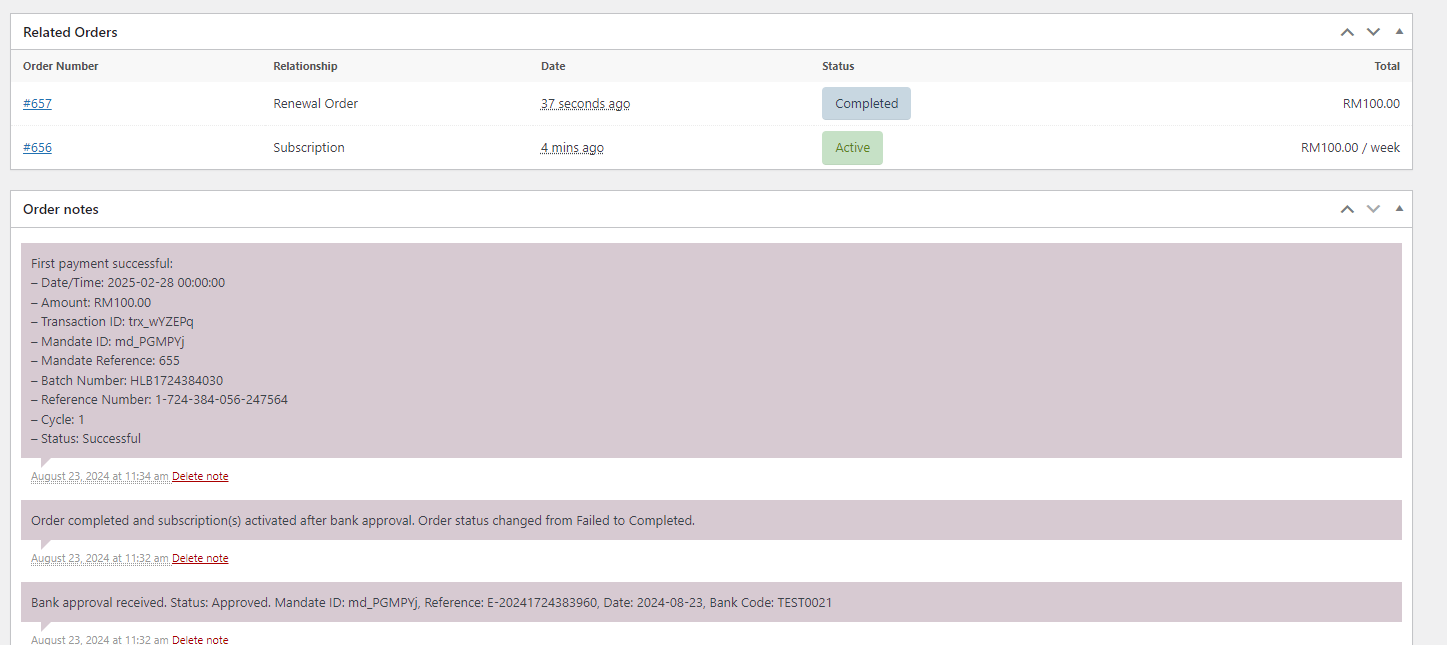 Related Orders
Order Number Relationship Date Status Total
#657 Renewal Order 37 seconds ago Completed RM100.00
#656 Subscription 4 mins ago Active RM100.00 / week
Order notes
First payment successful:
– Date/Time: 2025-02-28 00:00:00
– Amount: RM100.00
– Transaction ID: trx_wYZEPq
– Mandate ID: md_PGMPYj
– Mandate Reference: 655
– Batch Number: HLB1724384030
– Reference Number: 1-724-384-056-247564
– Cycle: 1
– Status: Successful
August 23, 2024 at 11:34 am Delete note
Order completed and subscription(s) activated after bank approval. Order status changed from Failed to Completed.
August 23, 2024 at 11:32 am Delete note
Bank approval received. Status: Approved. Mandate ID: md_PGMPYj, Reference: E-20241724383960, Date: 2024-08-23, Bank Code: TEST0021
August 23, 2024 at 11:32 am Delete note